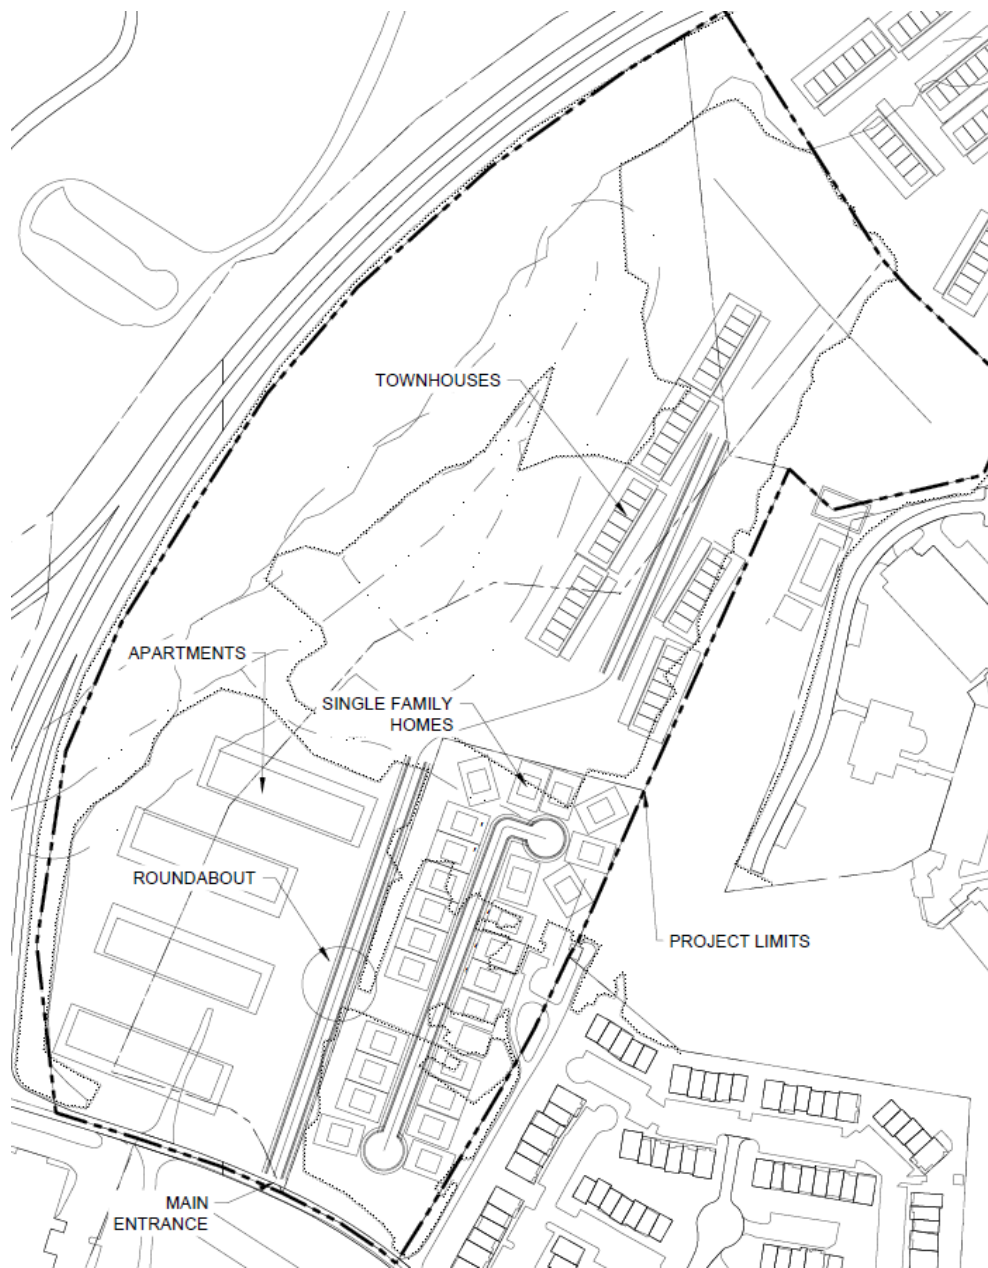 TOWNHOUSES
APARTMENTS
SINGLE FAMILY
HOMES
ROUNDABOUT
PROJECT LIMITS
MAIN
ENTRANCE